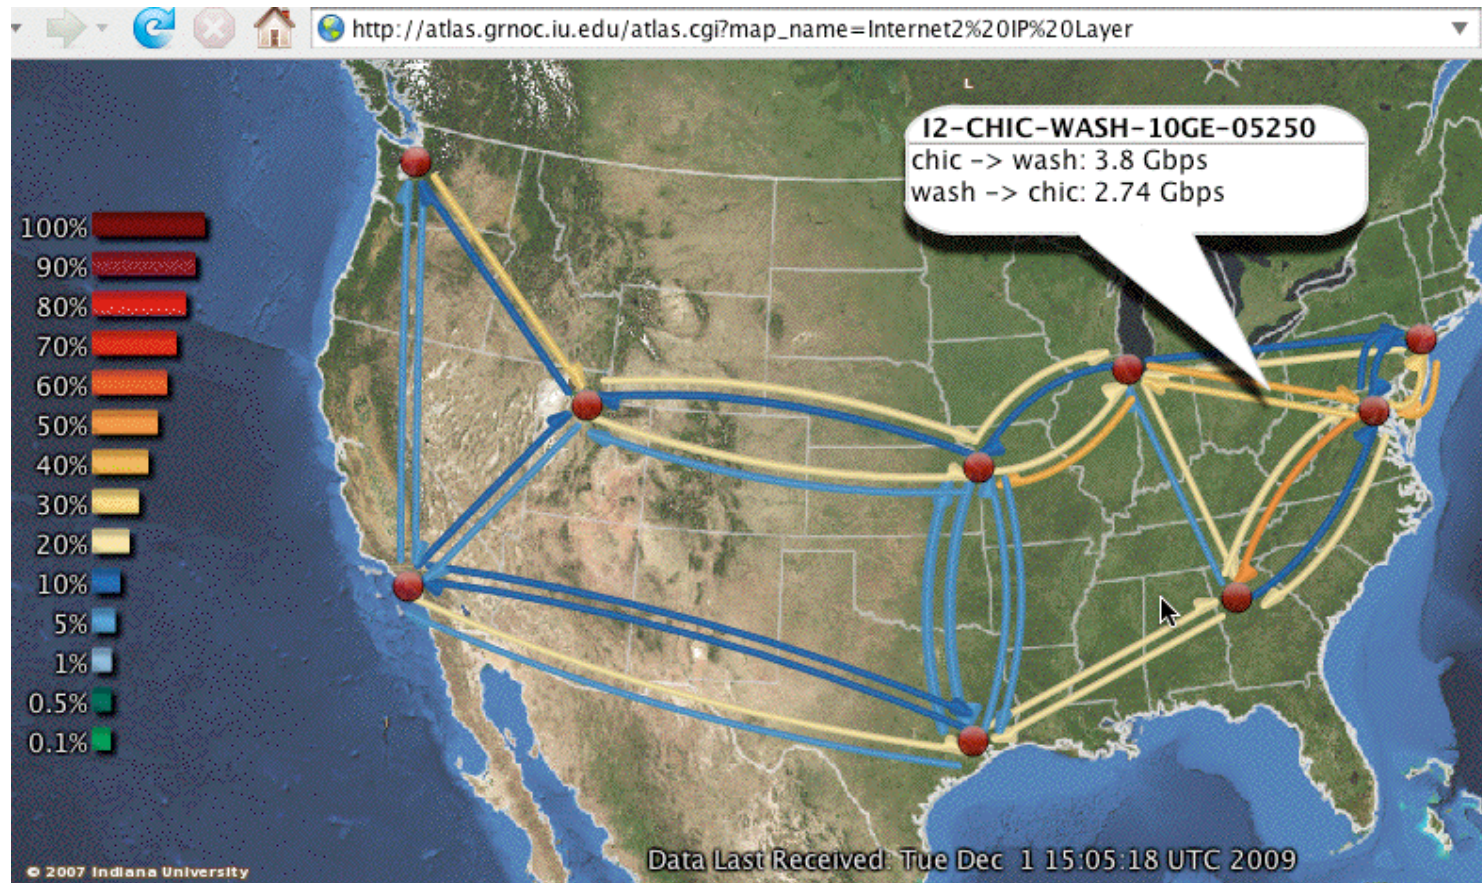 http://atlas.grnoc.iu.edu/atlas.cgi?map_name=Internet2%20IP%20Layer
L
I2-CHIC-WASH-10GE-05250
chic -> wash: 3.8 Gbps
wash -> chic: 2.74 Gbps
100%
90%
80%
70%
60%
50%
40%
30%
20%
10%
5%
1%
0.5%
0.1%
Data Last Received: Tue Dec 1 15:05:18 UTC 2009
© 2007 Indiana University